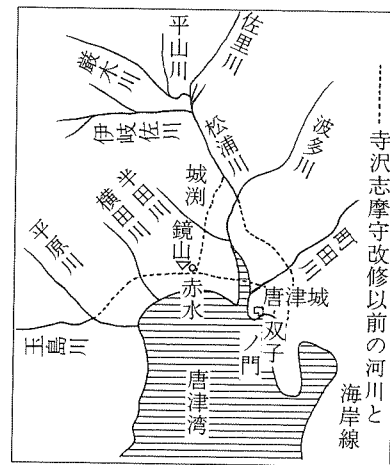 寺沢志摩守改修以前の河川と
海岸線
佐里川
平山川
厳木川
伊岐佐川
松浦川
波多川
城渕
半田川
横田川
平原川
鏡山
赤水
町田川
唐津城
双子
ノ門
玉島川
唐津湾